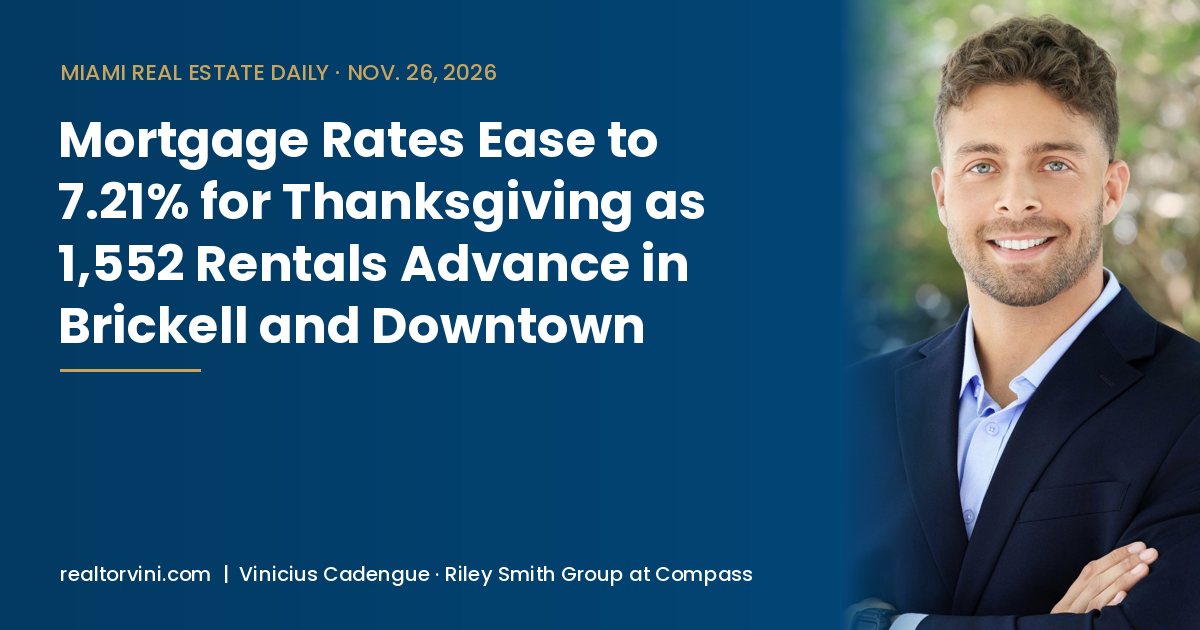 MIAMI REAL ESTATE DAILY · NOV. 26, 2026
Mortgage Rates Ease to
7.21% for Thanksgiving as
1,552 Rentals Advance in
Brickell and Downtown
realtorvini.com | Vinicius Cadengue · Riley Smith Group at Compass